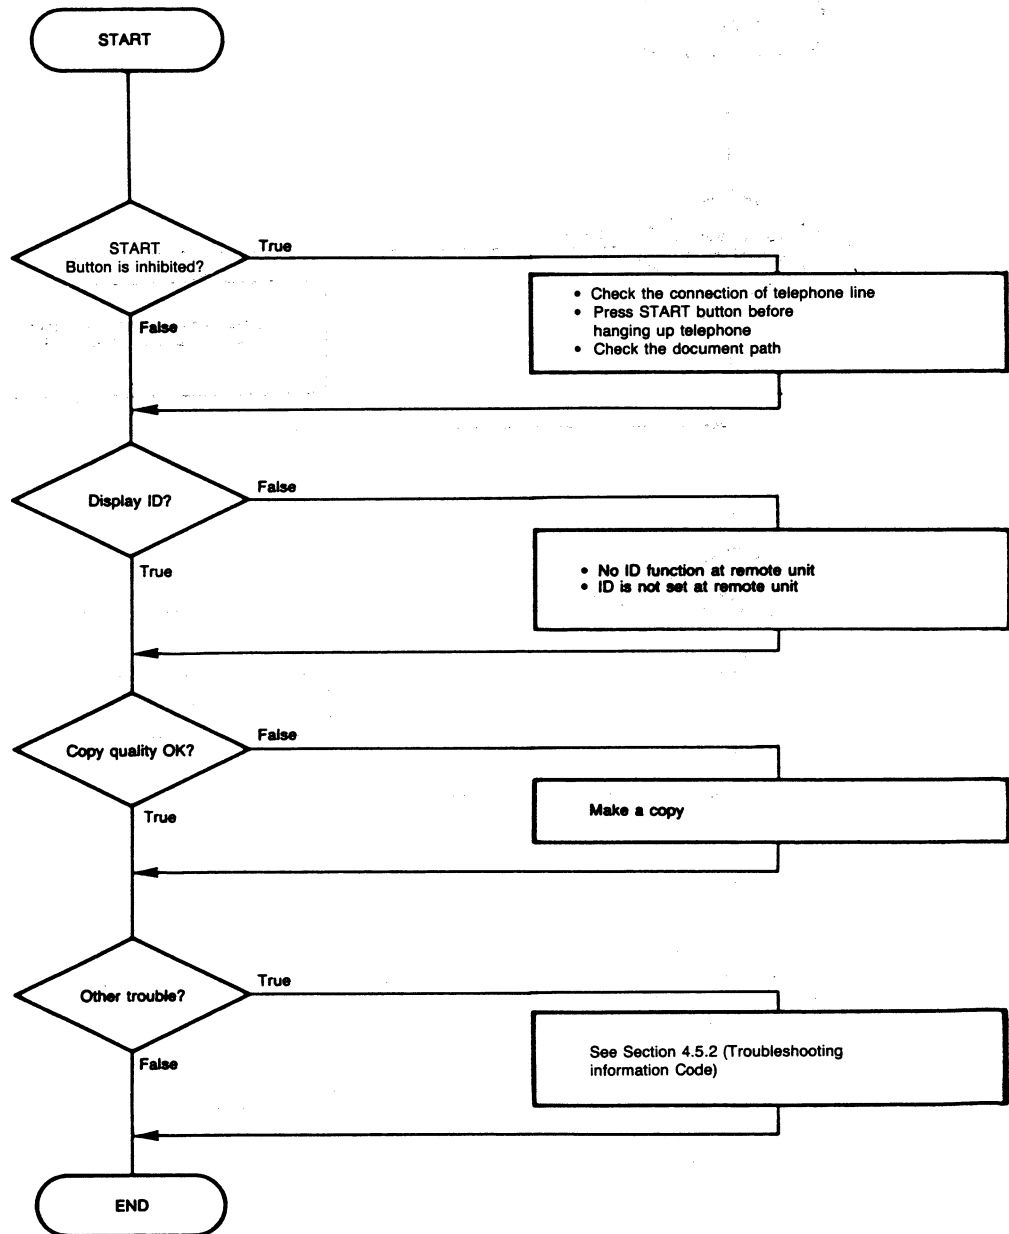 START
START
Button is inhibited?
True
False
• Check the connection of telephone line
• Press START button before
hanging up telephone
• Check the document path
Display ID?
False
True
• No ID function at remote unit
• ID is not set at remote unit
Copy quality OK?
False
True
Make a copy
Other trouble?
True
False
See Section 4.5.2 (Troubleshooting
information Code)
END